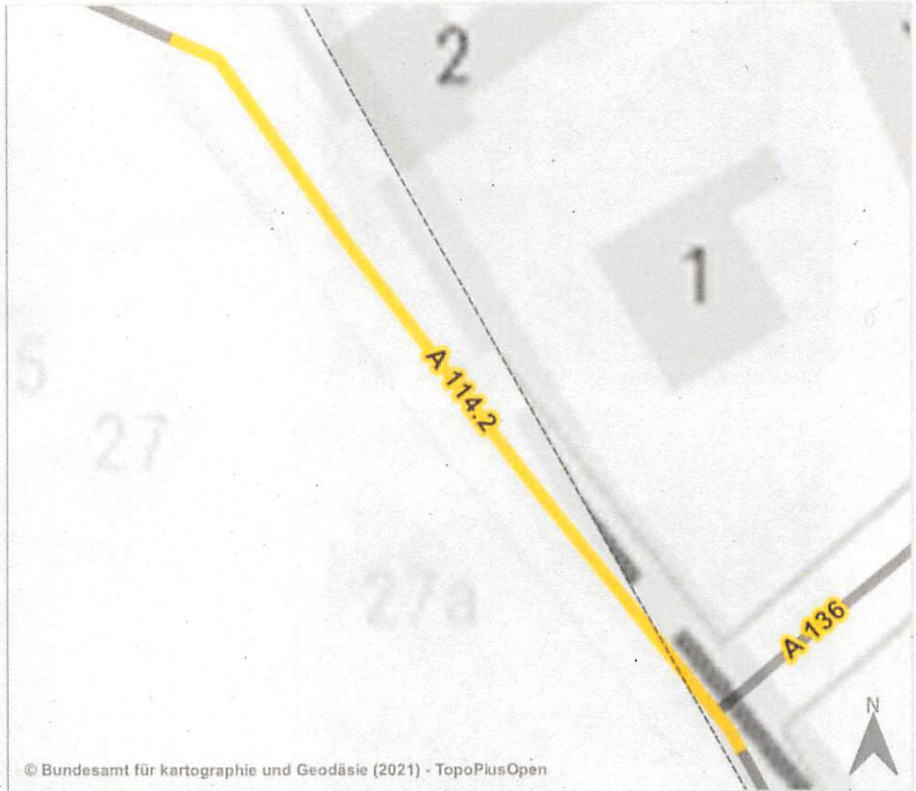 2
1
5
27
27a
A 114.2
A 136
N
© Bundesamt für kartographie und Geodäsie (2021) - TopoPlusOpen